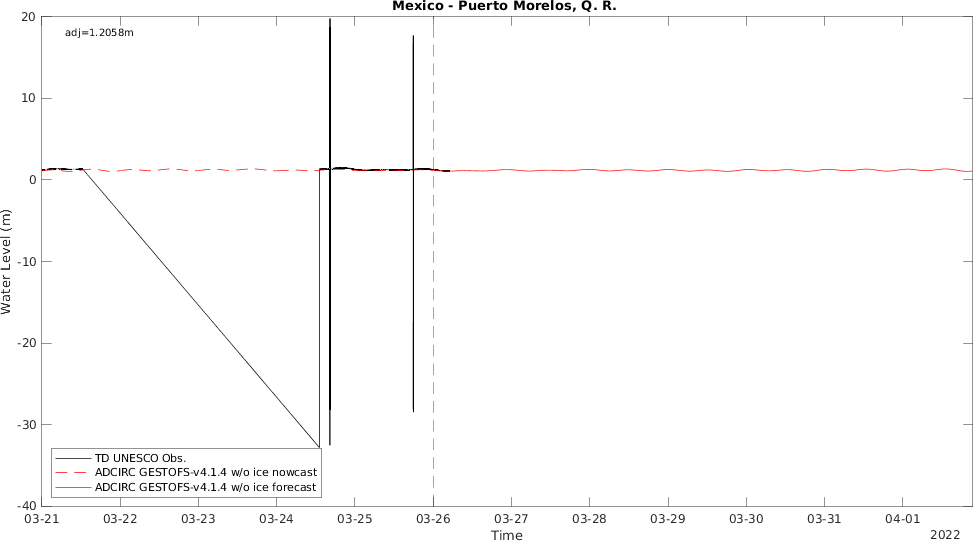 Mexico - Puerto Morelos, Q. R.
adj=1.2058m
20
10
0
-10
-20
-30
-40
Water Level (m)
TD UNESCO Obs.
ADCIRC GESTOFS-v4.1.4 w/o ice nowcast
ADCIRC GESTOFS-v4.1.4 w/o ice forecast
03-21 03-22 03-23 03-24 03-25 03-26 03-27 03-28 03-29 03-30 03-31 04-01
Time
2022